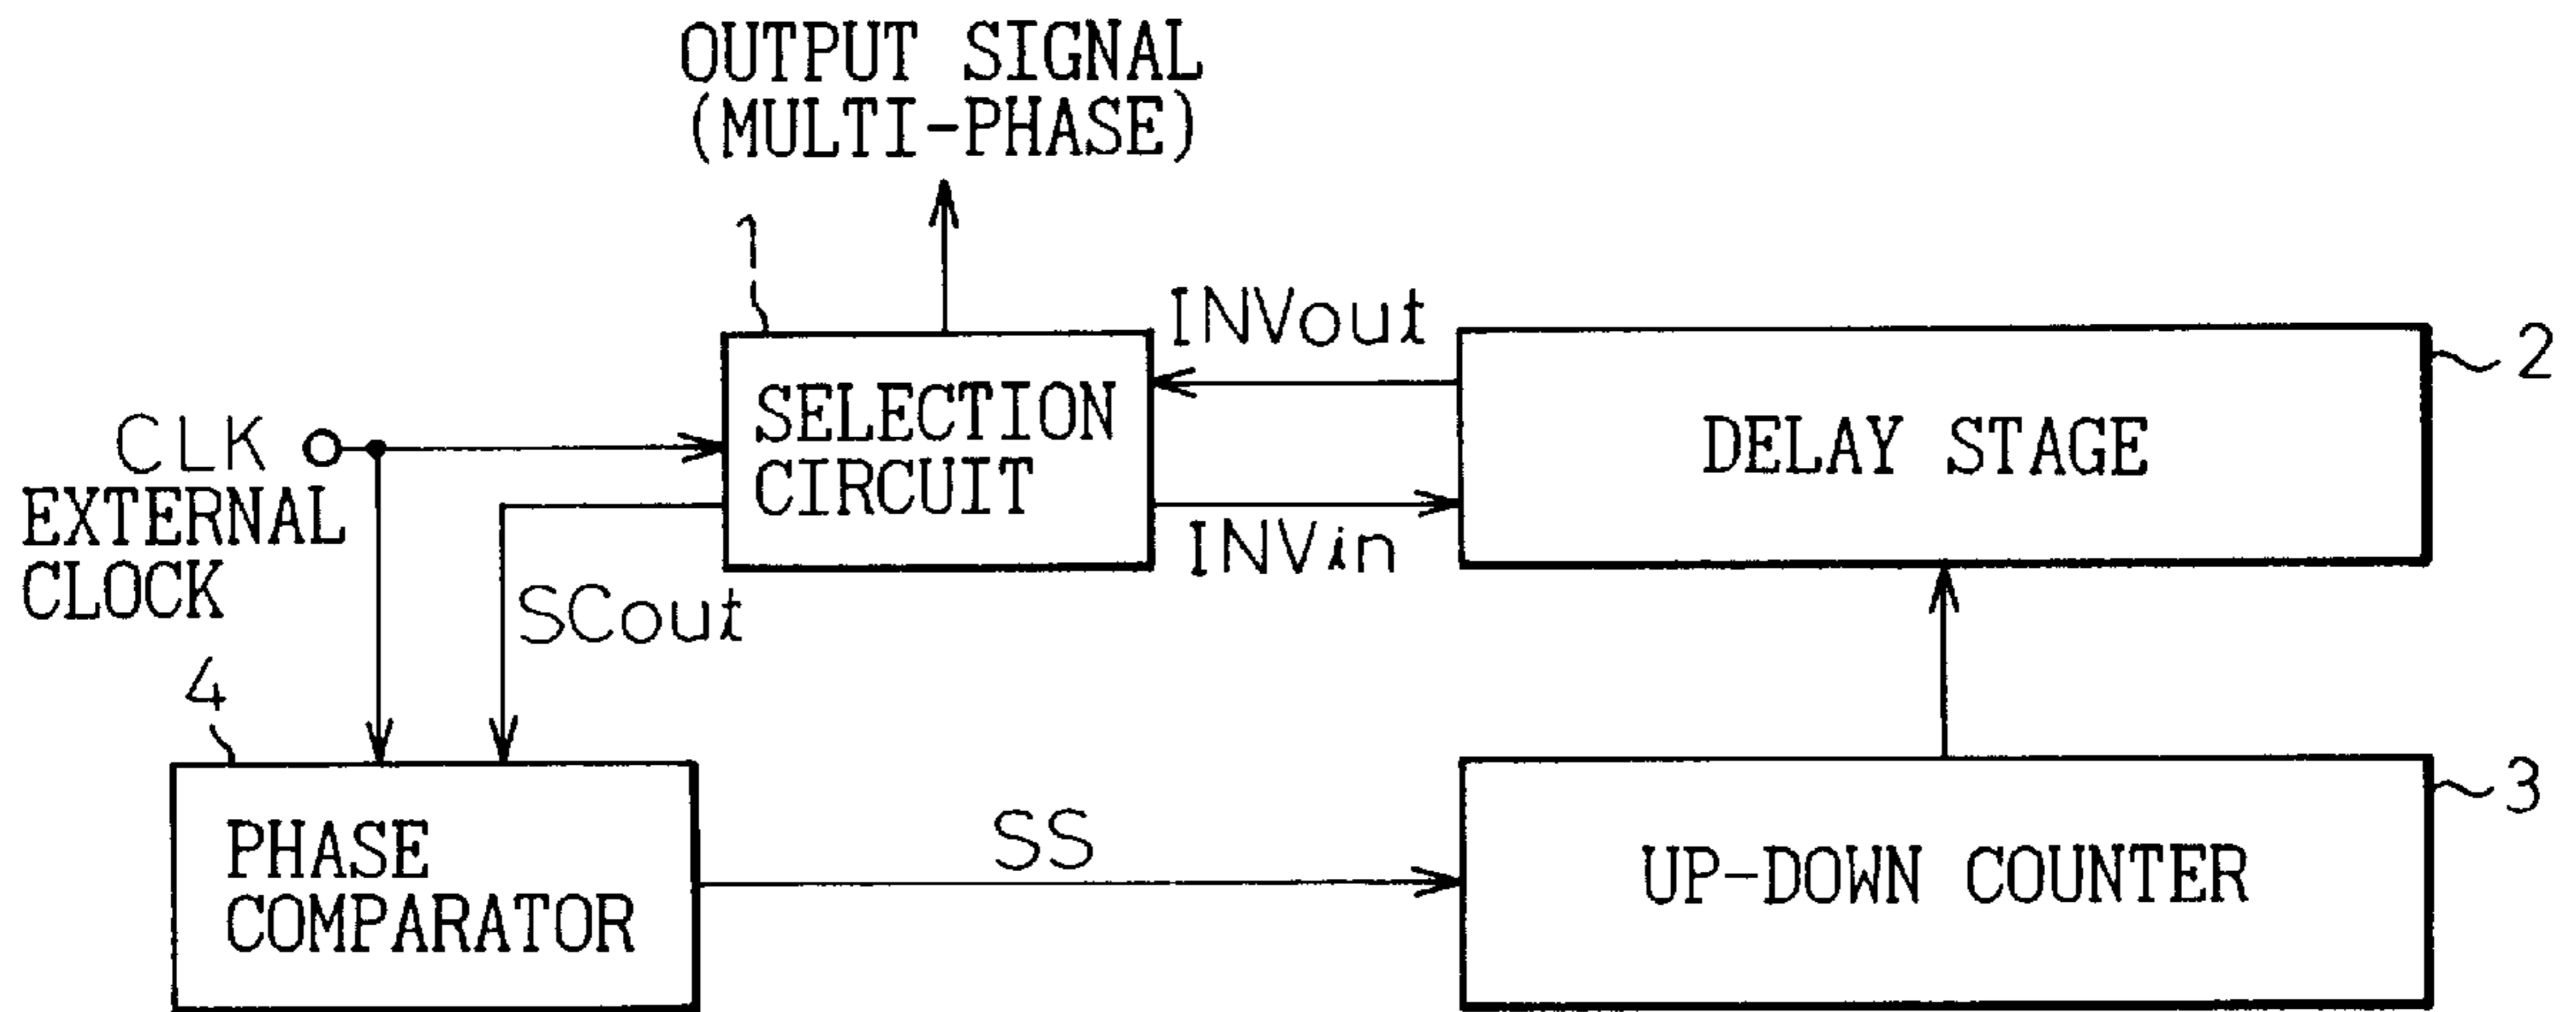 OUTPUT SIGNAL
(MULTI-PHASE)
1
INVout
2
SELECTION
CIRCUIT
DELAY STAGE
CLK
EXTERNAL
CLOCK
INVin
SCout
4
3
PHASE
COMPARATOR
SS
UP-DOWN COUNTER